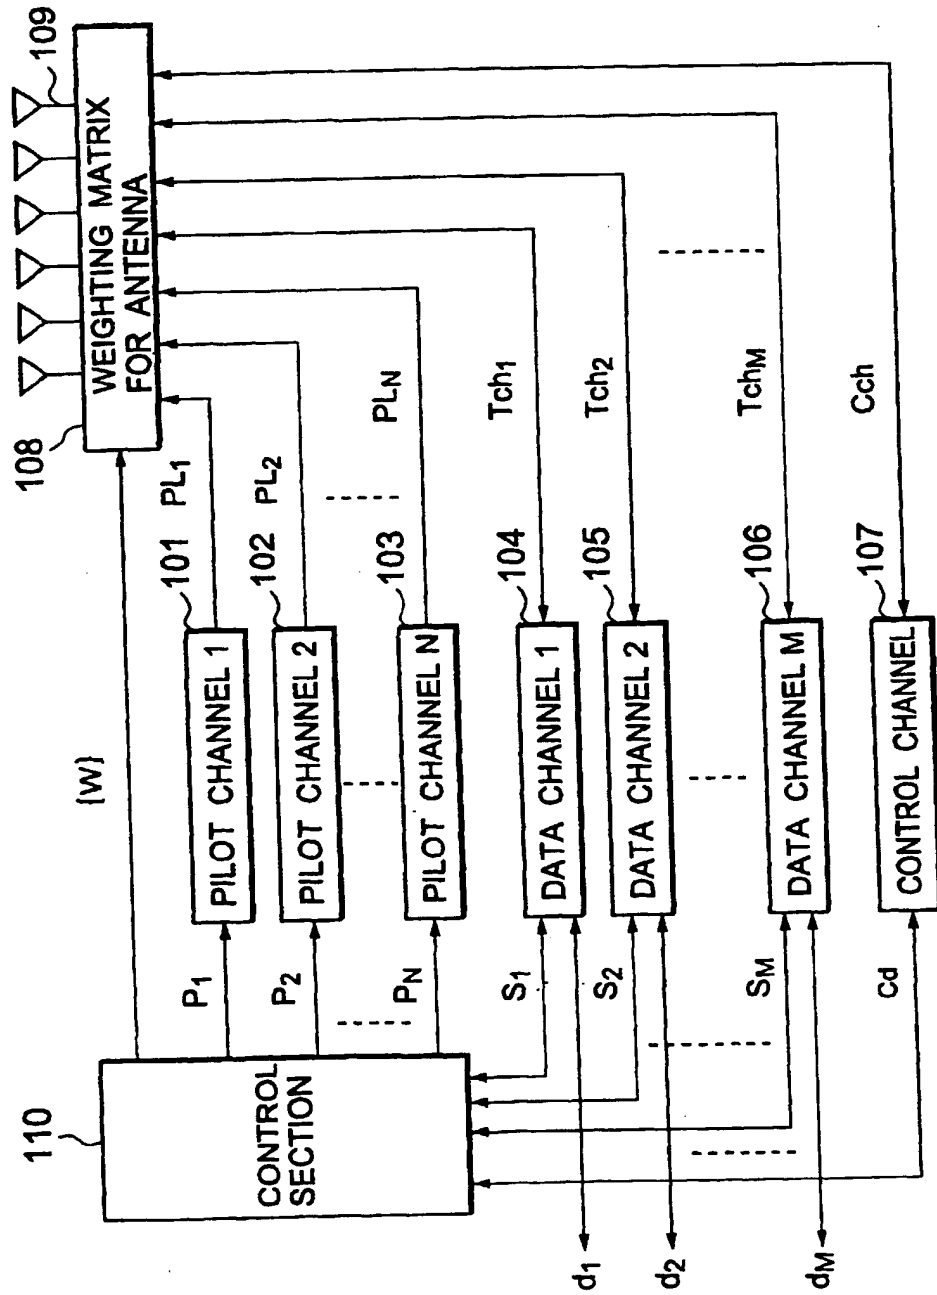 110
CONTROL
SECTION
{W}
108
WEIGHTING MATRIX
FOR ANTENNA
109
P1
PILOT CHANNEL 1
101
PL1
P2
PILOT CHANNEL 2
102
PL2
PN
PILOT CHANNEL N
103
PLN
S1
DATA CHANNEL 1
104
Tch1
d1
S2
DATA CHANNEL 2
105
Tch2
d2
SM
DATA CHANNEL M
106
TchM
dM
Cd
CONTROL CHANNEL
107
Cch